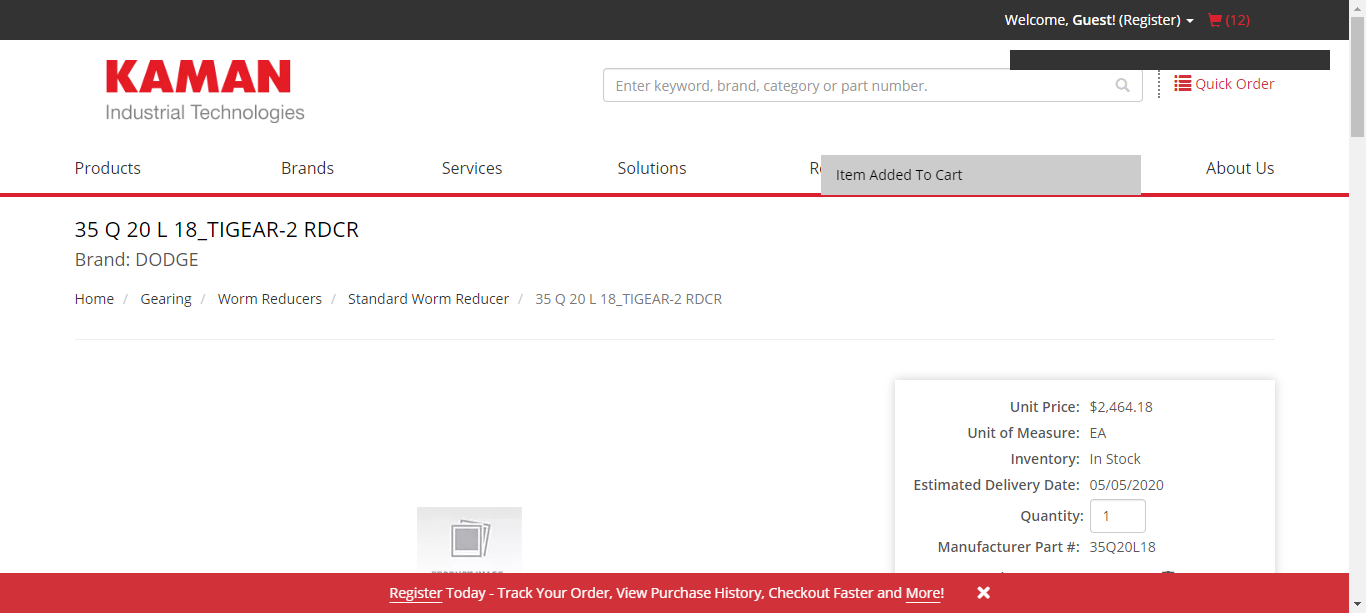 Welcome, Guest! (Register) (12)
KAMAN
Industrial Technologies
Enter keyword, brand, category or part number.
Quick Order
Products Brands Services Solutions About Us
Item Added To Cart
35 Q 20 L 18_TIGEAR-2 RDCR
Brand: DODGE
Home / Gearing / Worm Reducers / Standard Worm Reducer / 35 Q 20 L 18_TIGEAR-2 RDCR
Unit Price: $2,464.18
Unit of Measure: EA
Inventory: In Stock
Estimated Delivery Date: 05/05/2020
Quantity: 1
Manufacturer Part #: 35Q20L18
Register Today - Track Your Order, View Purchase History, Checkout Faster and More!